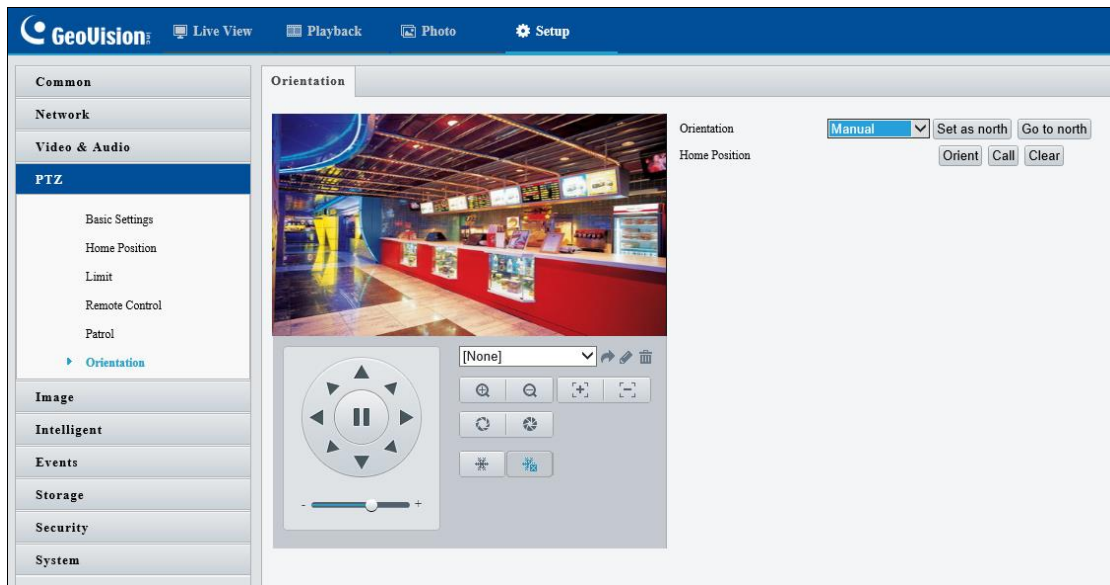 GeoVision Live View Playback Photo Setup
Common
Network
Video & Audio
PTZ
Basic Settings
Home Position
Limit
Remote Control
Patrol
Orientation
Image
Intelligent
Events
Storage
Security
System
Orientation
Orientation Manual Set as north Go to north
Home Position Orient Call Clear
[None]
- +